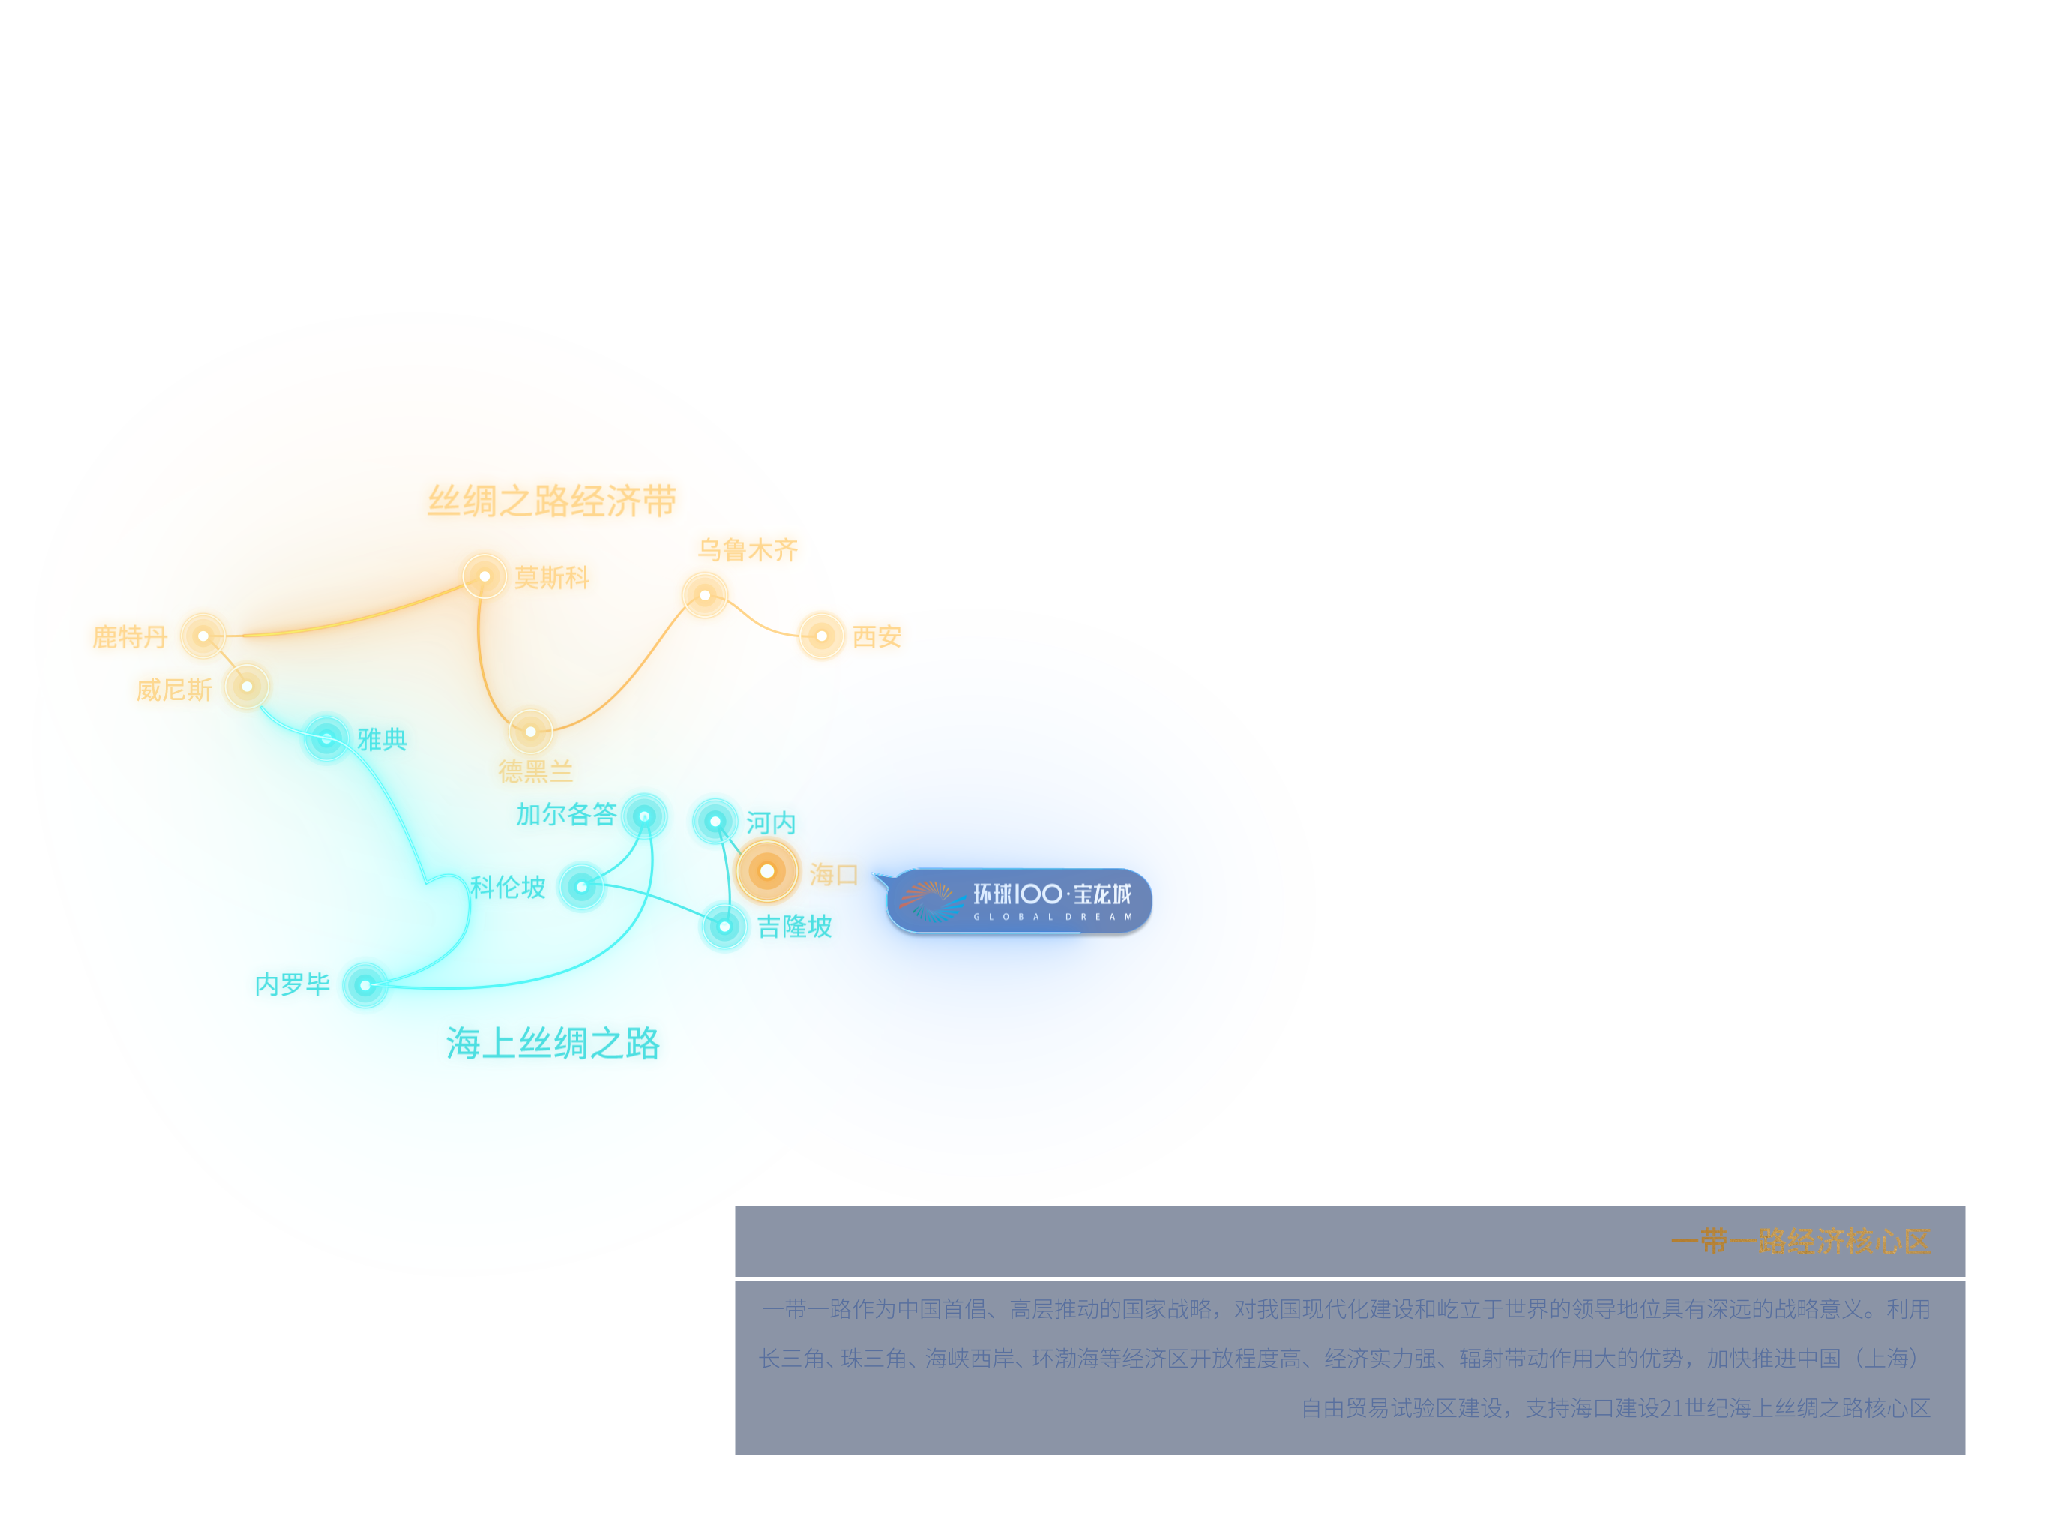 丝绸之路经济带
乌鲁木齐
莫斯科
鹿特丹
西安
威尼斯
雅典
德黑兰
加尔各答
河内
海口
科伦坡
环球100·宝龙城
GLOBAL DREAM
吉隆坡
内罗毕
海上丝绸之路
一带一路经济核心区
一带一路作为中国首倡、高层推动的国家战略，对我国现代化建设和屹立于世界的领导地位具有深远的战略意义。利用
长三角、珠三角、海峡西岸、环渤海等经济区开放程度高、经济实力强、辐射带动作用大的优势，加快推进中国（上海）
自由贸易试验区建设，支持海口建设21世纪海上丝绸之路核心区